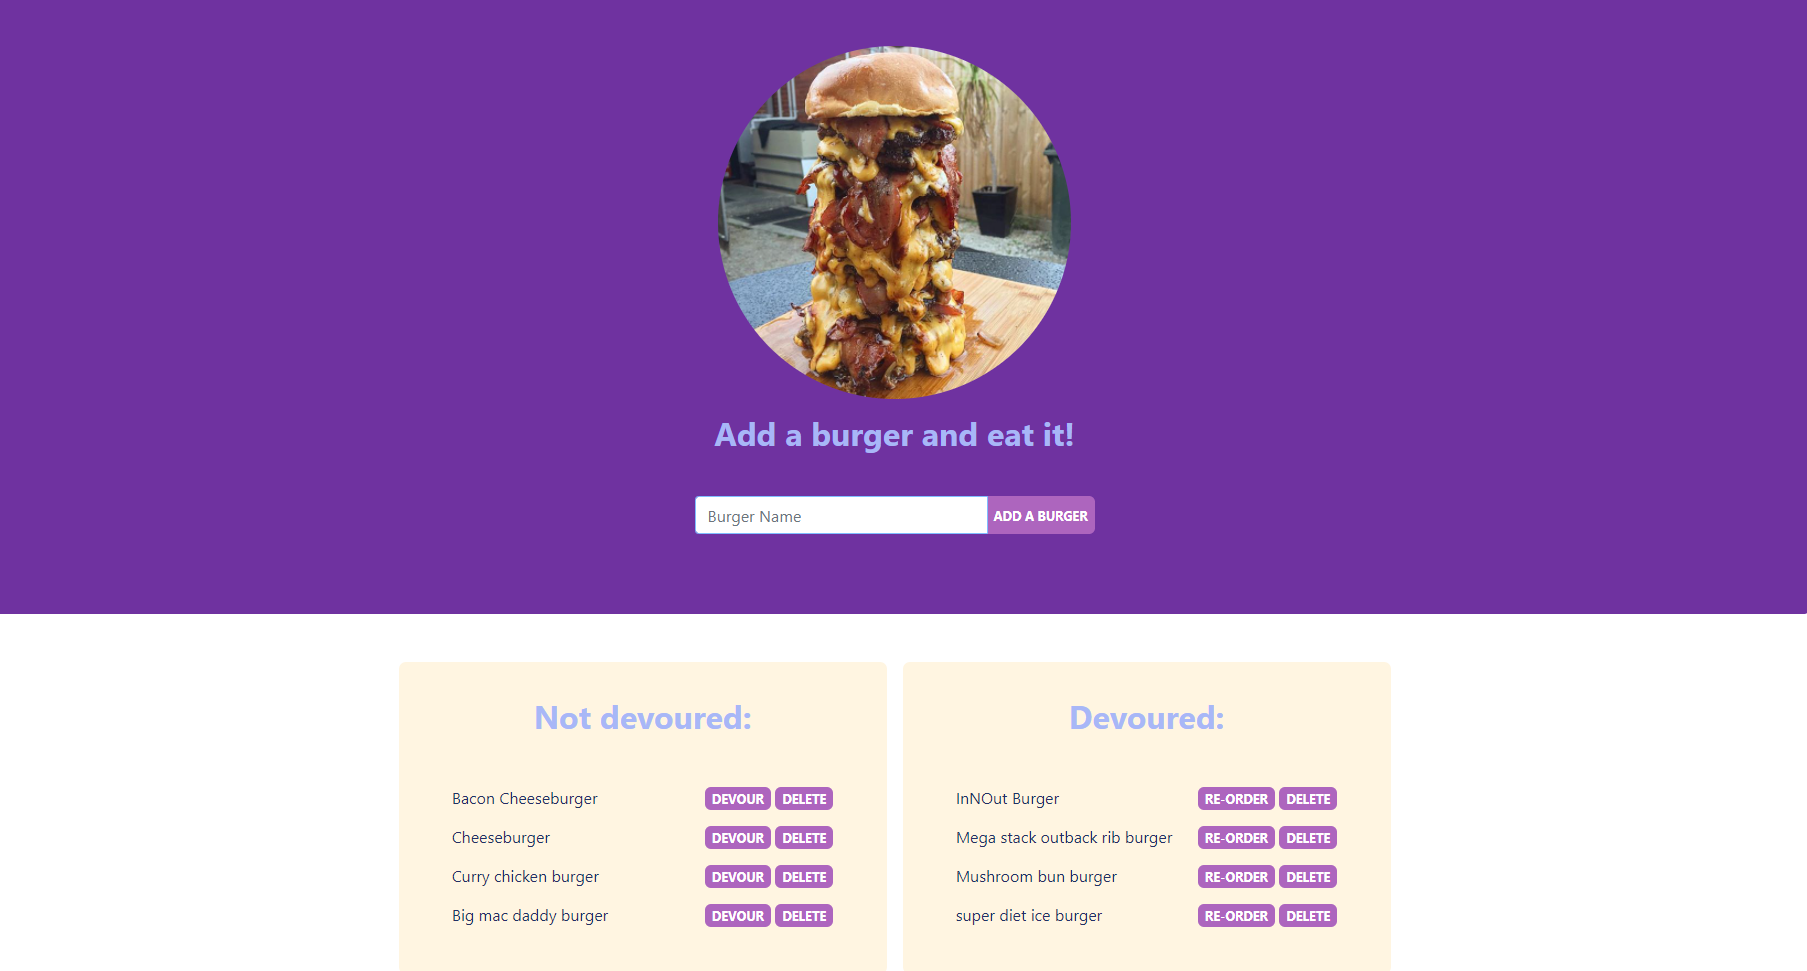 Add a burger and eat it!
Burger Name ADD A BURGER
Not devoured:
Bacon Cheeseburger DEVOUR DELETE
Cheeseburger DEVOUR DELETE
Curry chicken burger DEVOUR DELETE
Big mac daddy burger DEVOUR DELETE
Devoured:
InNOut Burger RE-ORDER DELETE
Mega stack outback rib burger RE-ORDER DELETE
Mushroom bun burger RE-ORDER DELETE
super diet ice burger RE-ORDER DELETE